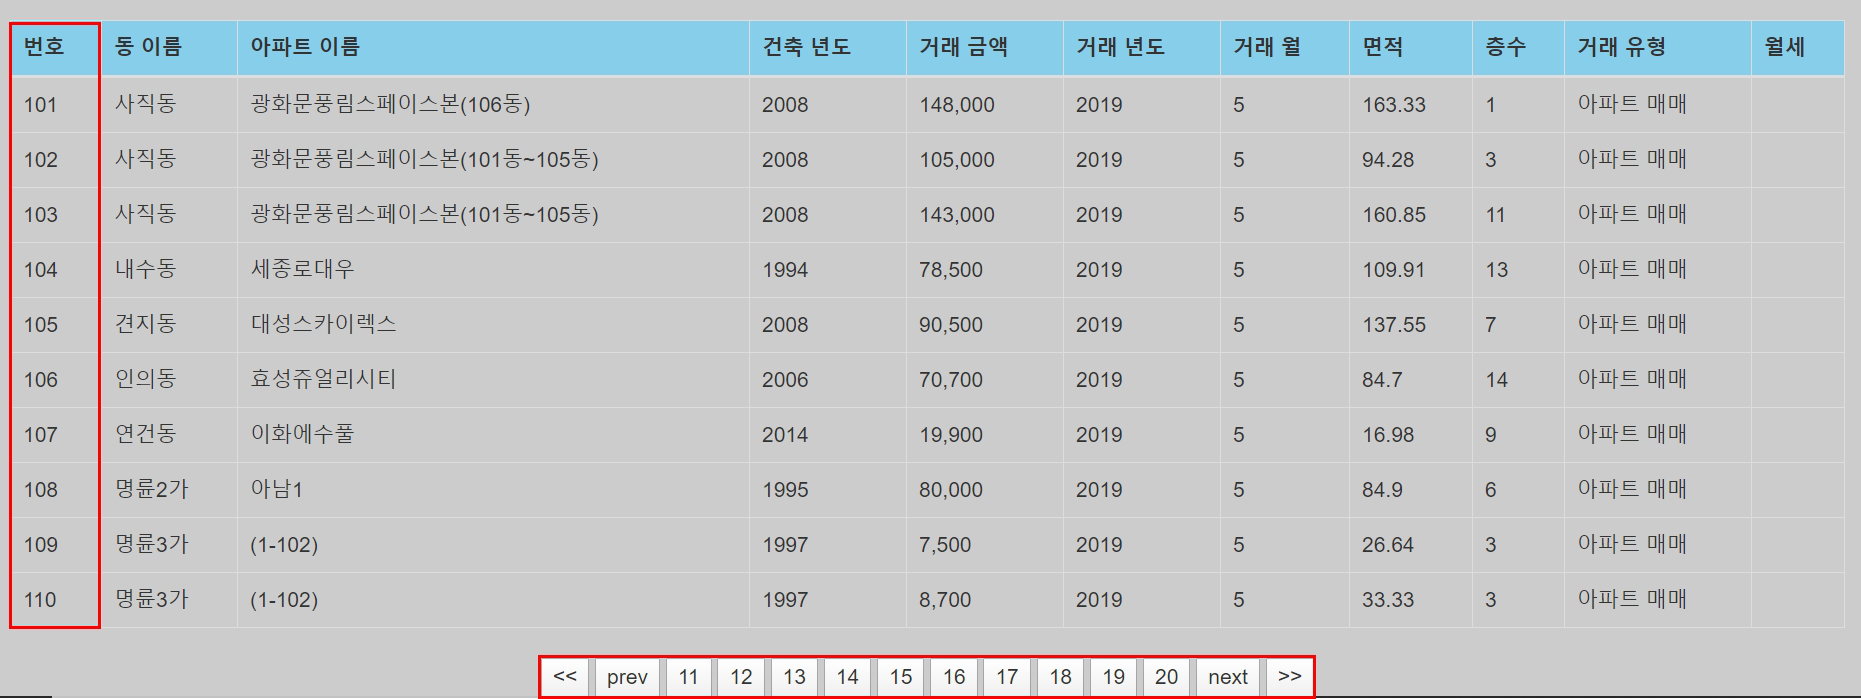 번호 동 이름 아파트 이름 건축 년도 거래 금액 거래 년도 거래 월 면적 층수 거래 유형 월세
101 사직동 광화문풍림스페이스본(106동) 2008 148,000 2019 5 163.33 1 아파트 매매
102 사직동 광화문풍림스페이스본(101동~105동) 2008 105,000 2019 5 94.28 3 아파트 매매
103 사직동 광화문풍림스페이스본(101동~105동) 2008 143,000 2019 5 160.85 11 아파트 매매
104 내수동 세종로대우 1994 78,500 2019 5 109.91 13 아파트 매매
105 견지동 대성스카이렉스 2008 90,500 2019 5 137.55 7 아파트 매매
106 인의동 효성쥬얼리시티 2006 70,700 2019 5 84.7 14 아파트 매매
107 연건동 이화에수풀 2014 19,900 2019 5 16.98 9 아파트 매매
108 명륜2가 아남1 1995 80,000 2019 5 84.9 6 아파트 매매
109 명륜3가 (1-102) 1997 7,500 2019 5 26.64 3 아파트 매매
110 명륜3가 (1-102) 1997 8,700 2019 5 33.33 3 아파트 매매
<< prev 11 12 13 14 15 16 17 18 19 20 next >>